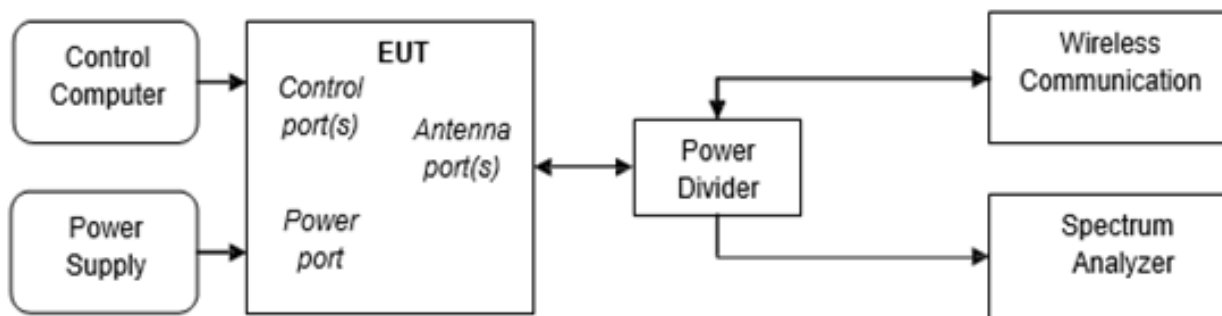 Control
Computer
Power
Supply
EUT
Control
port(s)
Antenna
port(s)
Power
port
Power
Divider
Wireless
Communication
Spectrum
Analyzer